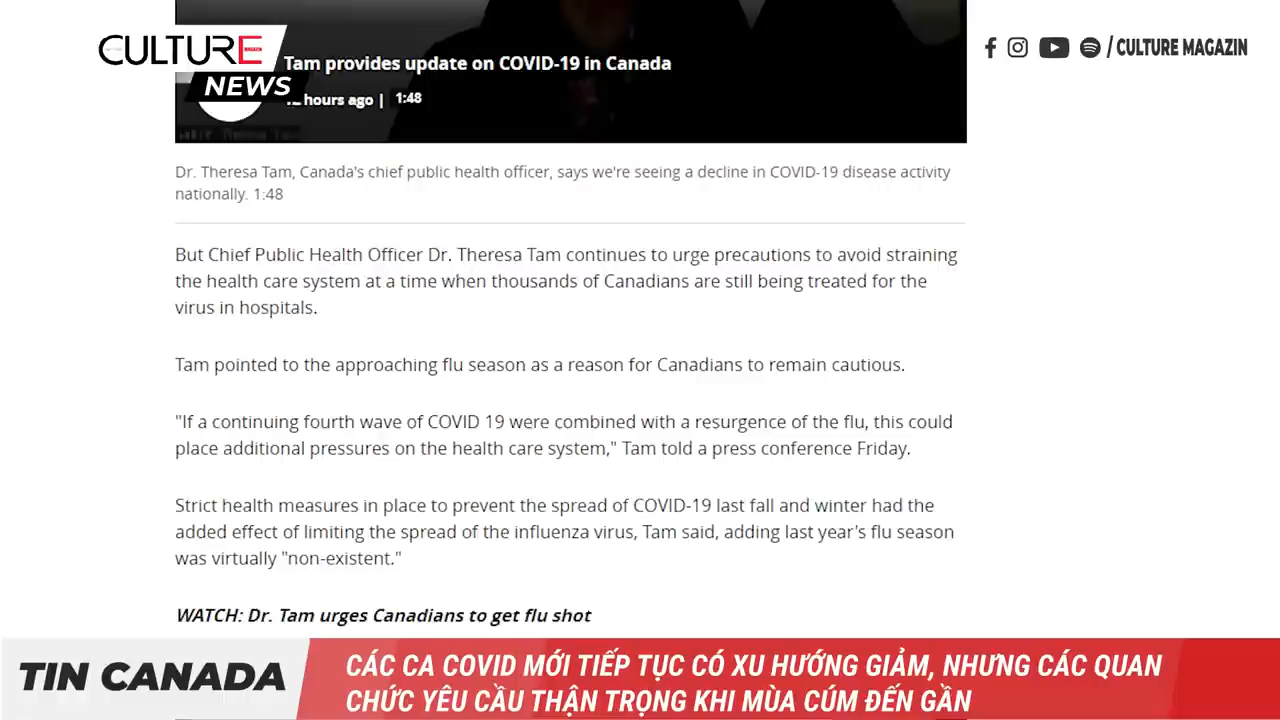 CULTURE
NEWS
/ CULTURE MAGAZIN
Tam provides update on COVID-19 in Canada
hours ago | 1:48
Dr. Theresa Tam, Canada's chief public health officer, says we're seeing a decline in COVID-19 disease activity
nationally. 1:48
But Chief Public Health Officer Dr. Theresa Tam continues to urge precautions to avoid straining
the health care system at a time when thousands of Canadians are still being treated for the
virus in hospitals.
Tam pointed to the approaching flu season as a reason for Canadians to remain cautious.
"If a continuing fourth wave of COVID 19 were combined with a resurgence of the flu, this could
place additional pressures on the health care system," Tam told a press conference Friday.
Strict health measures in place to prevent the spread of COVID-19 last fall and winter had the
added effect of limiting the spread of the influenza virus, Tam said, adding last year's flu season
was virtually "non-existent."
WATCH: Dr. Tam urges Canadians to get flu shot
TIN CANADA
CÁC CA COVID MỚI TIẾP TỤC CÓ XU HƯỚNG GIẢM, NHƯNG CÁC QUAN
CHỨC YÊU CẦU THẬN TRỌNG KHI MÙA CÚM ĐẾN GẦN